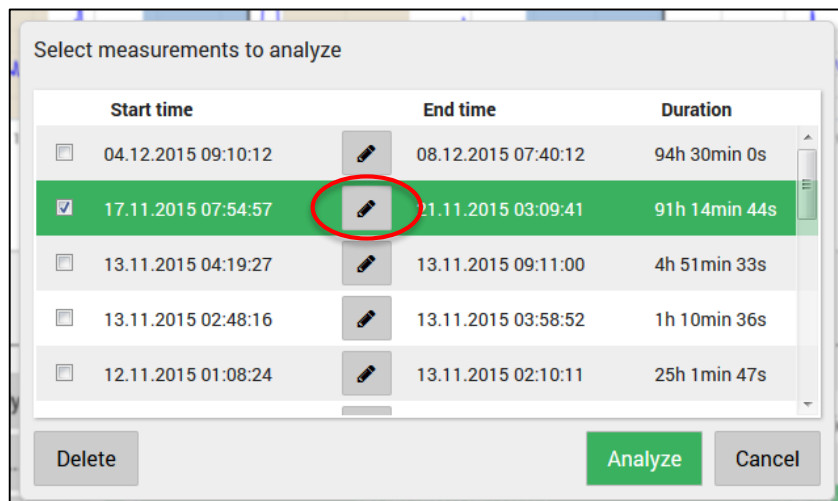 Select measurements to analyze
Start time End time Duration
04.12.2015 09:10:12 08.12.2015 07:40:12 94h 30min 0s
17.11.2015 07:54:57 21.11.2015 03:09:41 91h 14min 44s
13.11.2015 04:19:27 13.11.2015 09:11:00 4h 51min 33s
13.11.2015 02:48:16 13.11.2015 03:58:52 1h 10min 36s
12.11.2015 01:08:24 13.11.2015 02:10:11 25h 1min 47s
Delete Analyze Cancel